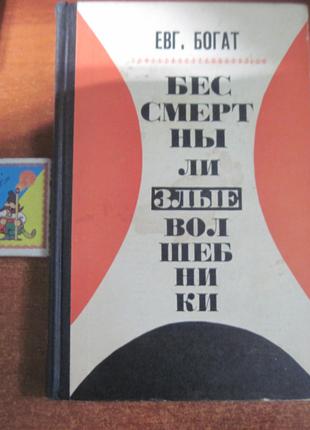 ЕВГ. БОГАТ
БЕС
СМЕРТ
НЫ
ЛИ
ЗЛЫЕ
ВОЛ
ШЕБ
НИ
КИ